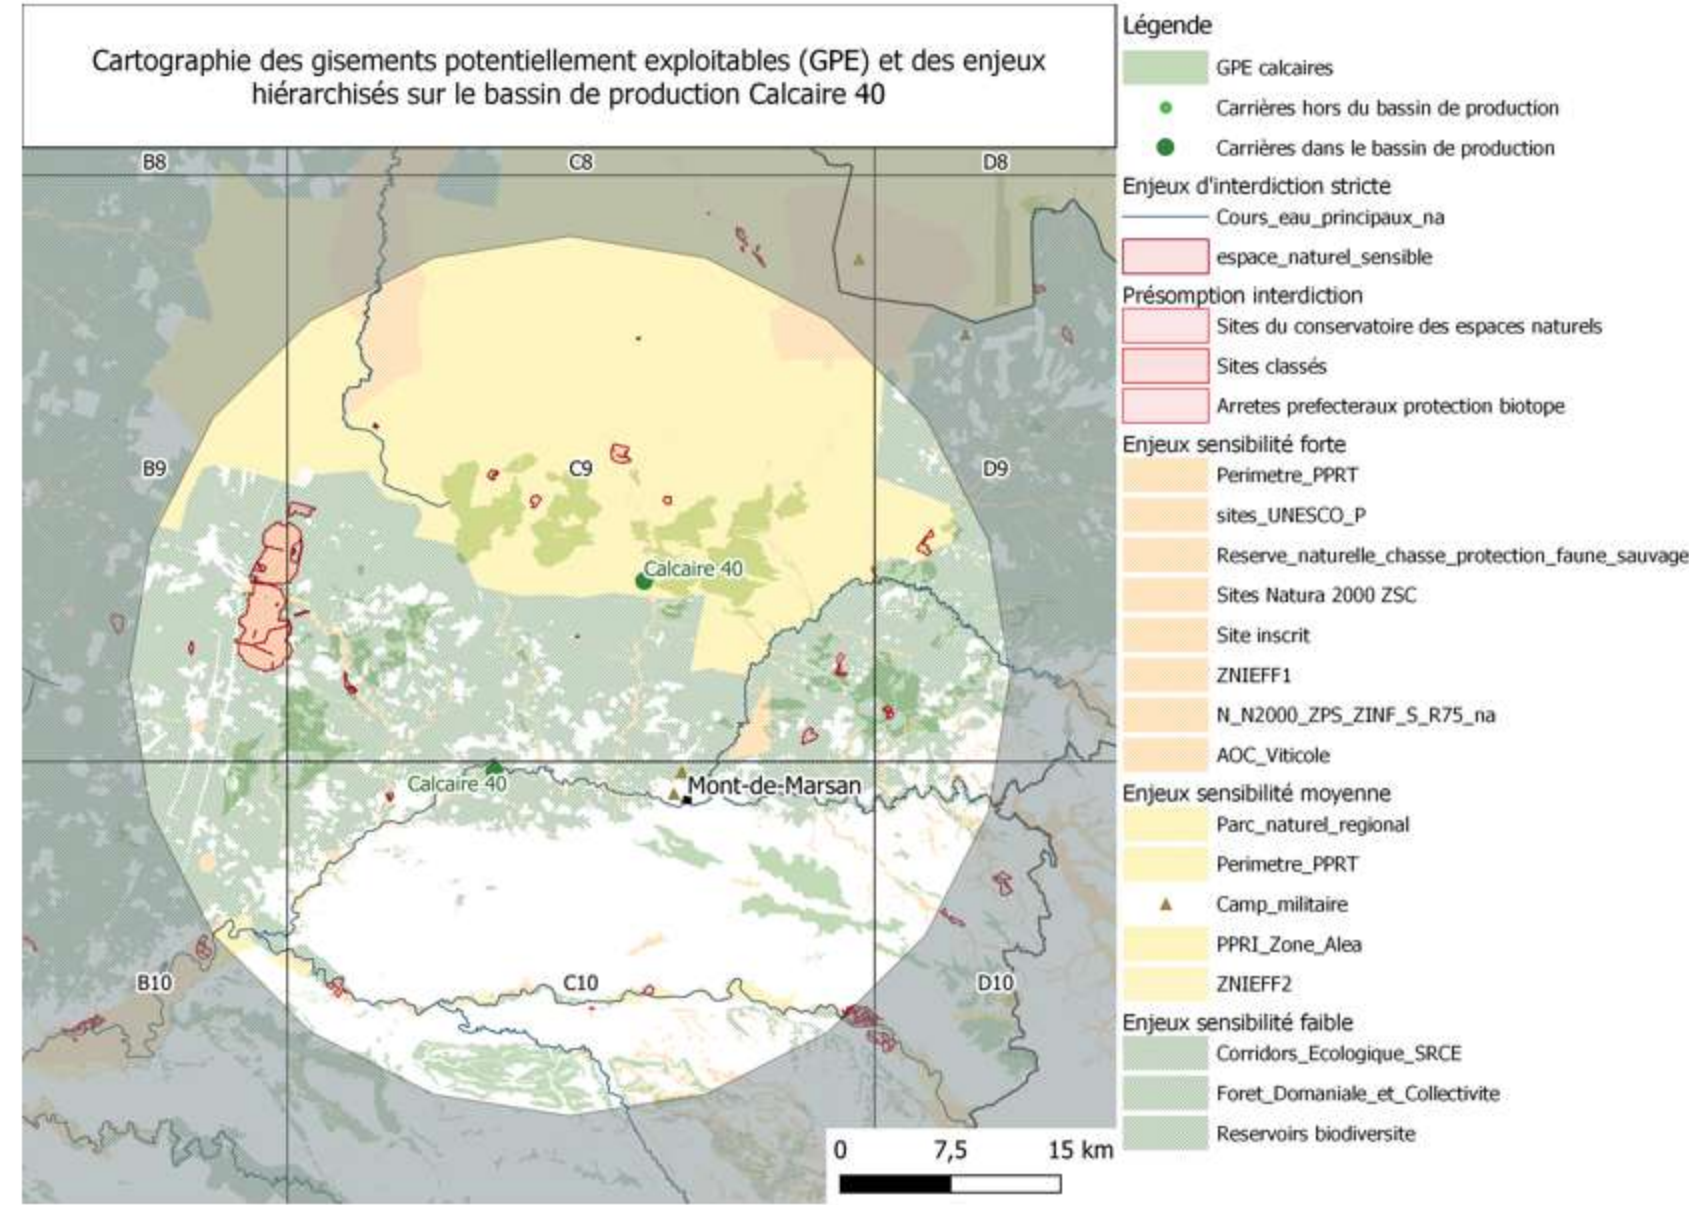 Cartographie des gisements potentiellement exploitables (GPE) et des enjeux
hiérarchisés sur le bassin de production Calcaire 40
B8
C8
D8
B9
C9
D9
Calcaire 40
Calcaire 40
Mont-de-Marsan
B10
C10
D10
0 7,5 15 km
Légende
GPE calcaires
Carrières hors du bassin de production
Carrières dans le bassin de production
Enjeux d'interdiction stricte
Cours_eau_principaux_na
espace_naturel_sensible
Présomption interdiction
Sites du conservatoire des espaces naturels
Sites classés
Arretes prefecteraux protection biotope
Enjeux sensibilité forte
Perimetre_PPRT
sites_UNESCO_P
Reserve_naturelle_chasse_protection_faune_sauvage
Sites Natura 2000 ZSC
Site inscrit
ZNIEFF1
N_N2000_ZPS_ZINF_S_R75_na
AOC_Viticole
Enjeux sensibilité moyenne
Parc_naturel_regional
Perimetre_PPRT
Camp_militaire
PPRI_Zone_Alea
ZNIEFF2
Enjeux sensibilité faible
Corridors_Ecologique_SRCE
Foret_Domaniale_et_Collectivite
Reservoirs biodiversite